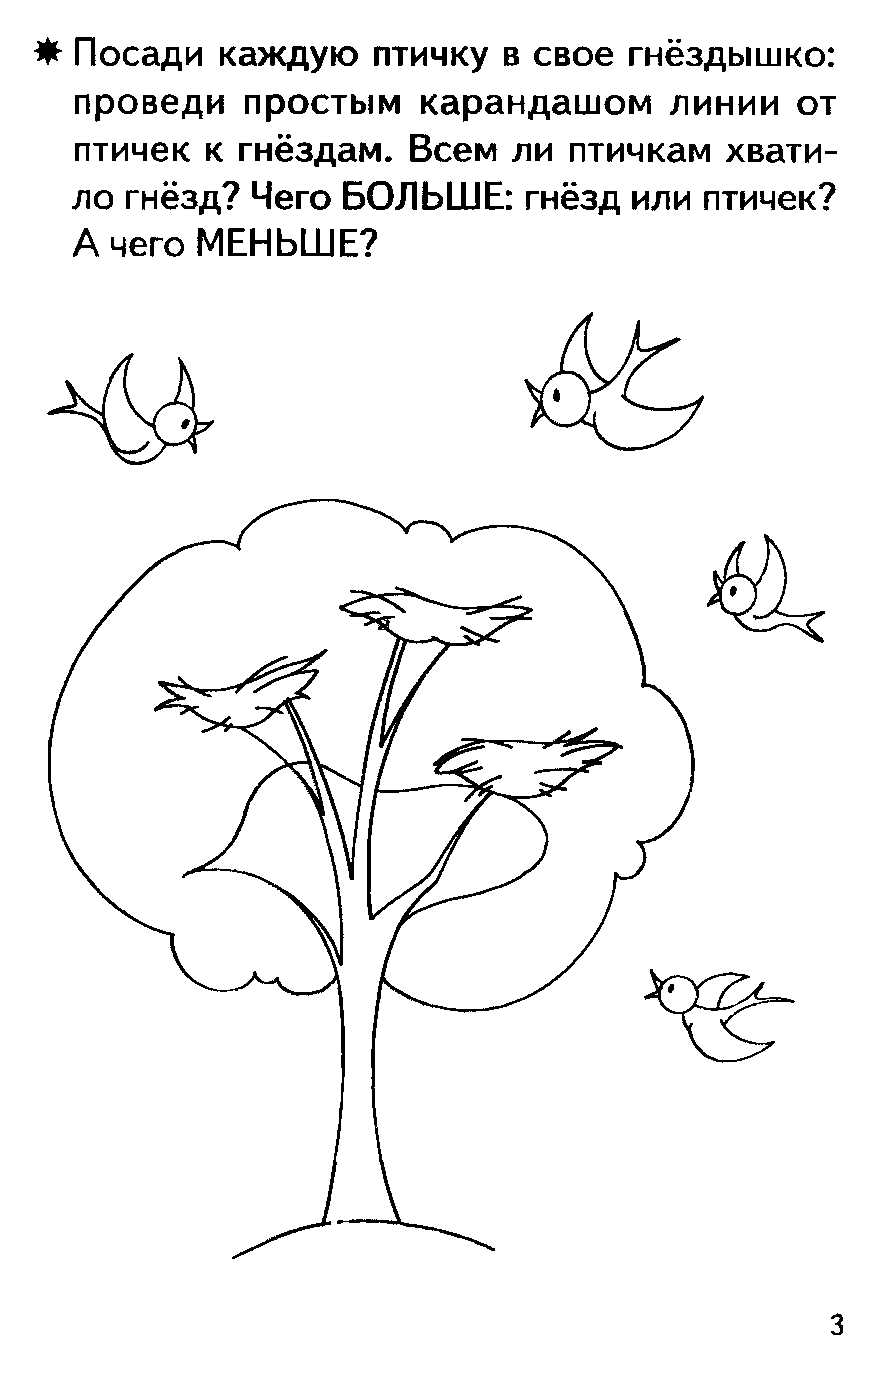 Посади каждую птичку в свое гнёздышко:
проведи простым карандашом линии от
птичек к гнёздам. Всем ли птичкам хвати-
ло гнёзд? Чего БОЛЬШЕ: гнёзд или птичек?
А чего МЕНЬШЕ?
3